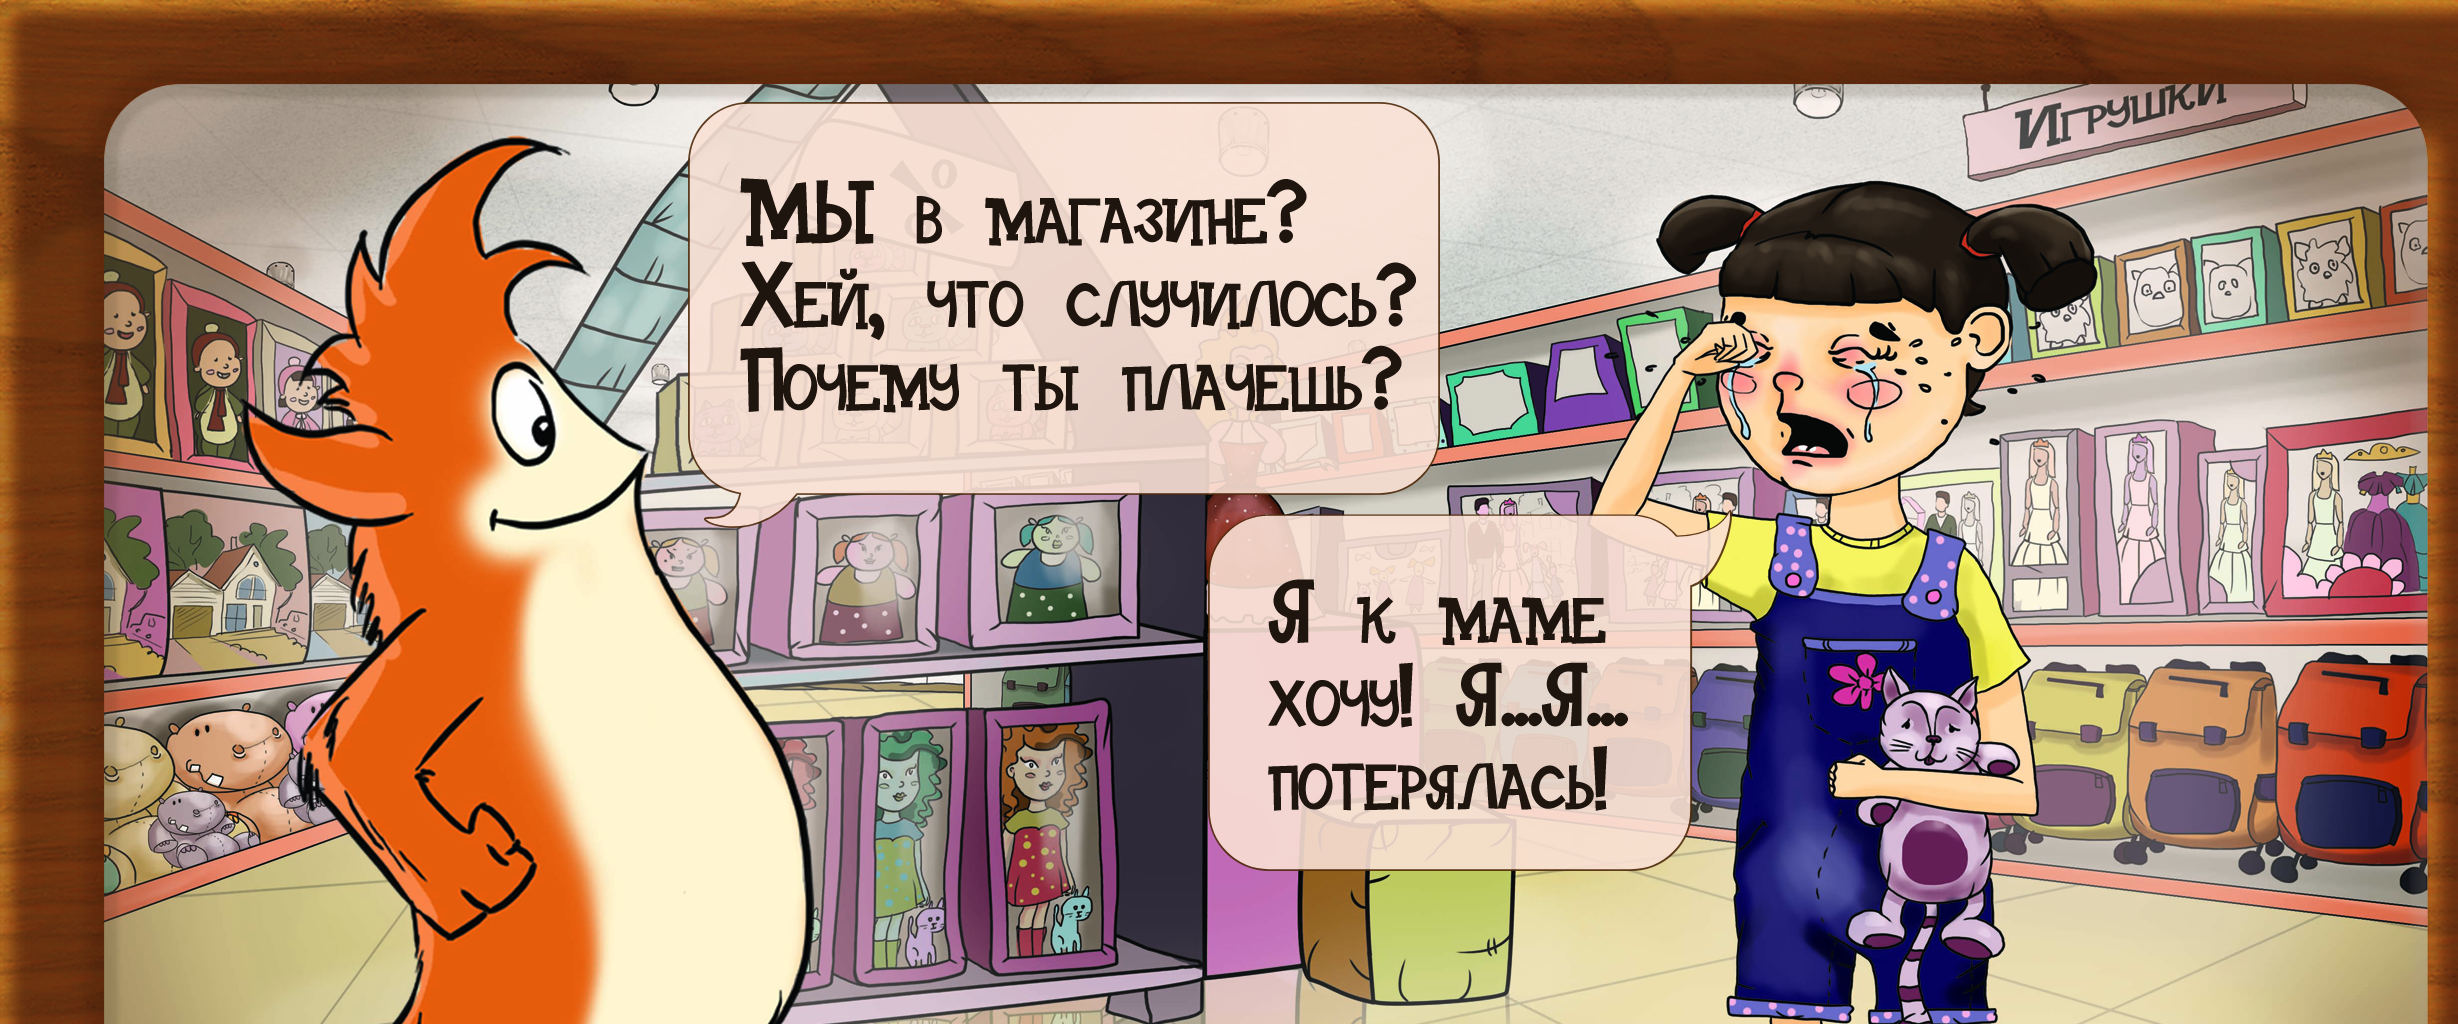 Игрушки
МЫ в магазине?
Хей, что случилось?
Почему ты плачешь?
Я к маме
хочу! Я...Я...
потерялась!